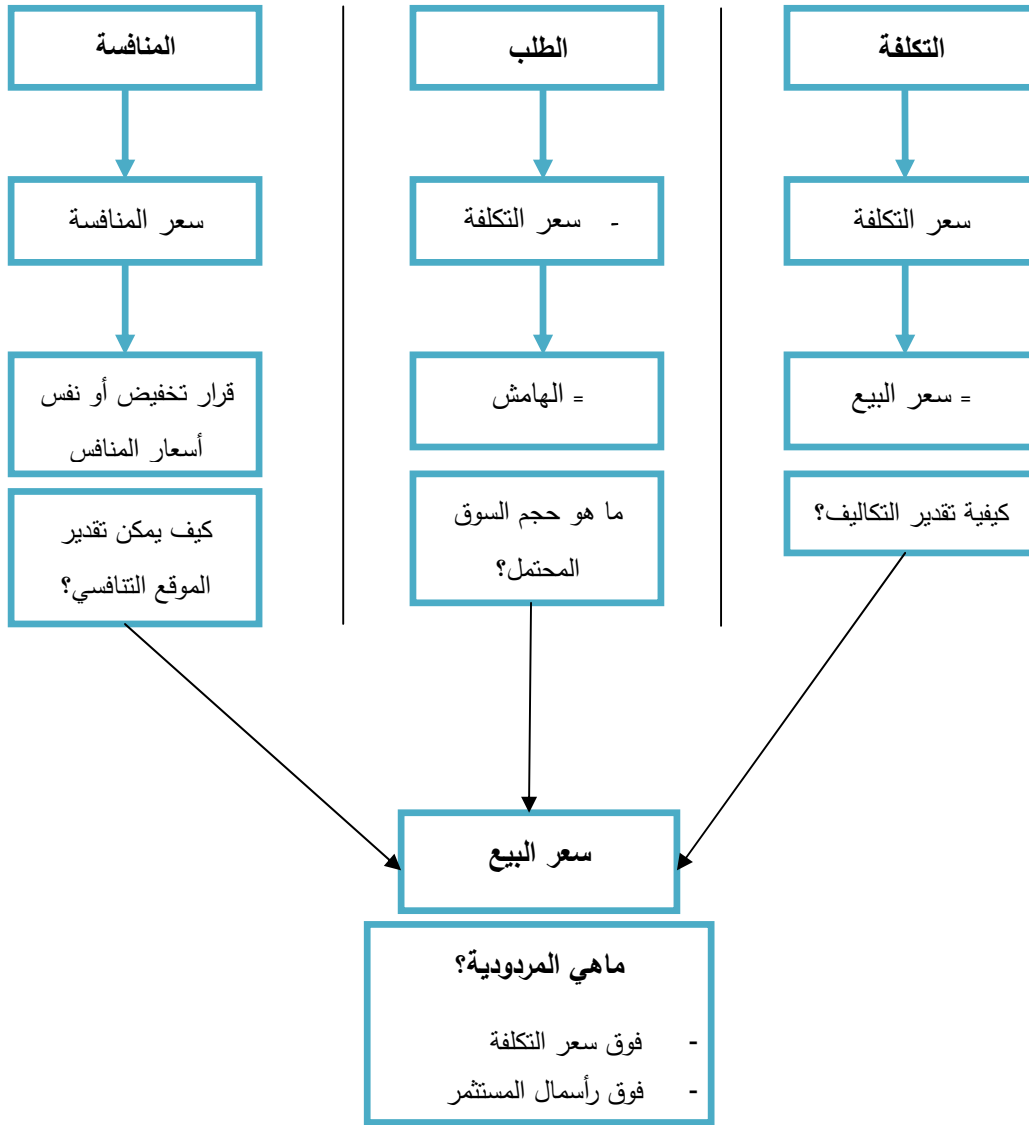 التكلفة
الطلب
المنافسة
سعر التكلفة
- سعر التكلفة
سعر المنافسة
= سعر البيع
= الهامش
قرار تخفيض أو نفس
أسعار المنافس
كيفية تقدير التكاليف؟
ما هو حجم السوق
المحتمل؟
كيف يمكن تقدير
الموقع التنافسي؟
سعر البيع
ماهي المردودية؟
- فوق سعر التكلفة
- فوق رأسمال المستثمر